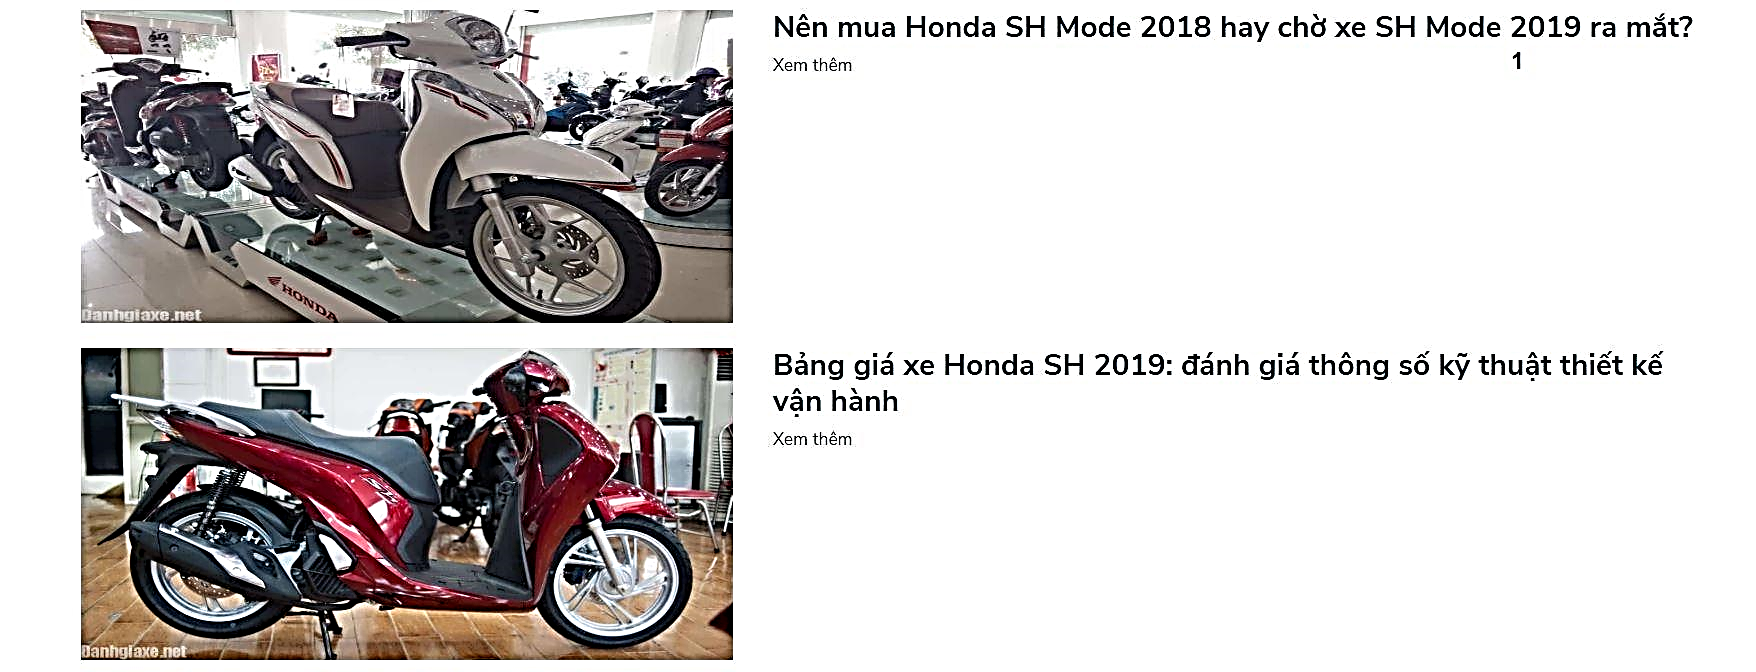 Nên mua Honda SH Mode 2018 hay chờ xe SH Mode 2019 ra mắt?
1
Xem thêm
HONDA
Danhgiaxe.net
Bảng giá xe Honda SH 2019: đánh giá thông số kỹ thuật thiết kế
vận hành
Xem thêm
Danhgiaxe.net